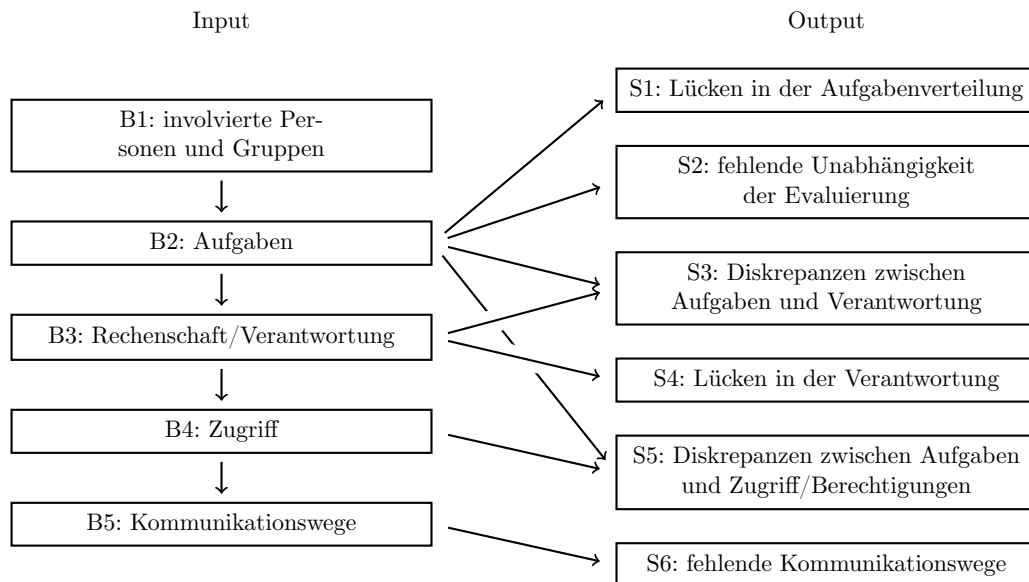 Input
B1: involvierte Per-
sonen und Gruppen
B2: Aufgaben
B3: Rechenschaft/Verantwortung
B4: Zugriff
B5: Kommunikationswege
Output
S1: Lücken in der Aufgabenverteilung
S2: fehlende Unabhängigkeit
der Evaluierung
S3: Diskrepanzen zwischen
Aufgaben und Verantwortung
S4: Lücken in der Verantwortung
S5: Diskrepanzen zwischen Aufgaben
und Zugriff/Berechtigungen
S6: fehlende Kommunikationswege